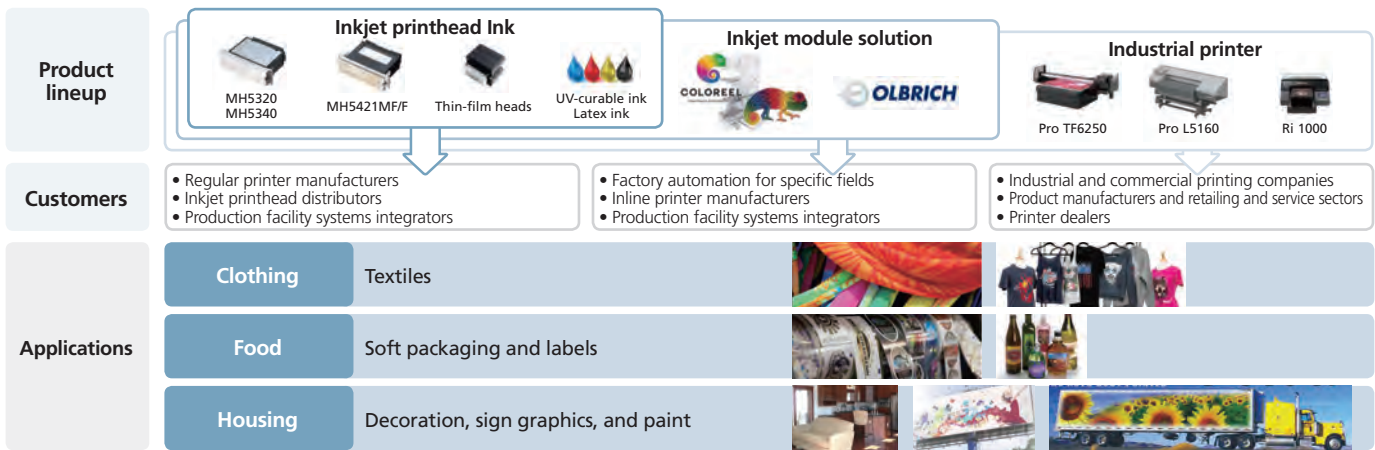 Product
lineup
Inkjet printhead Ink
MH5320
MH5340
MH5421MF/F
Thin-film heads
UV-curable ink
Latex ink
Inkjet module solution
COLOREEL
OLBRICH
Industrial printer
Pro TF6250
Pro L5160
Ri 1000
Customers
• Regular printer manufacturers
• Inkjet printhead distributors
• Production facility systems integrators
• Factory automation for specific fields
• Inline printer manufacturers
• Production facility systems integrators
• Industrial and commercial printing companies
• Product manufacturers and retailing and service sectors
• Printer dealers
Applications
Clothing
Textiles
Food
Soft packaging and labels
Housing
Decoration, sign graphics, and paint